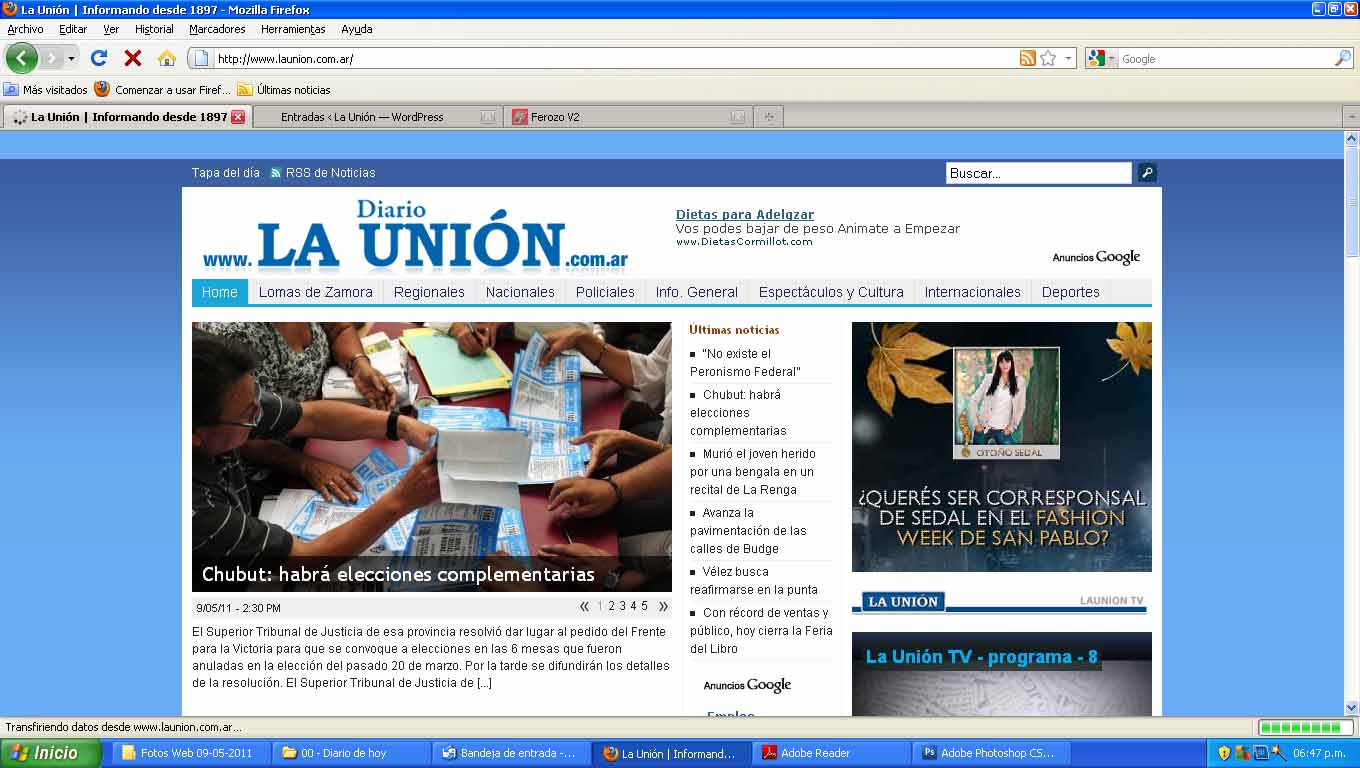 La Unión | Informando desde 1897 - Mozilla Firefox
Archivo Editar Ver Historial Marcadores Herramientas Ayuda
http://www.launion.com.ar/
Google
Más visitados Comenzar a usar Firef... Últimas noticias
La Unión | Informando desde 1897
Entradas ‹ La Unión — WordPress
Ferozo V2
Tapa del día RSS de Noticias
Buscar...
Diario
www. LA UNIÓN .com.ar
Dietas para Adelgzar
Vos podes bajar de peso Animate a Empezar
www.DietasCormillot.com
Anuncios Google
Home Lomas de Zamora Regionales Nacionales Policiales Info. General Espectáculos y Cultura Internacionales Deportes
Chubut: habrá elecciones complementarias
9/05/11 - 2:30 PM
« 1 2 3 4 5 »
El Superior Tribunal de Justicia de esa provincia resolvió dar lugar al pedido del Frente
para la Victoria para que se convoque a elecciones en las 6 mesas que fueron
anuladas en la elección del pasado 20 de marzo. Por la tarde se difundirán los detalles
de la resolución. El Superior Tribunal de Justicia de [...]
Últimas noticias
"No existe el
Peronismo Federal"
Chubut: habrá
elecciones
complementarias
Murió el joven herido
por una bengala en un
recital de La Renga
Avanza la
pavimentación de las
calles de Budge
Vélez busca
reafirmarse en la punta
Con récord de ventas y
público, hoy cierra la Feria
del Libro
Anuncios Google
Empleo
OTOÑO SEDAL
¿QUERÉS SER CORRESPONSAL
DE SEDAL EN EL FASHION
WEEK DE SAN PABLO?
LA UNIÓN
LAUNION TV
La Unión TV - programa - 8
Transfiriendo datos desde www.launion.com.ar...
Inicio
Fotos Web 09-05-2011
00 - Diario de hoy
Bandeja de entrada -...
La Unión | Informand...
Adobe Reader
Ps
Adobe Photoshop CS...
06:47 p.m.